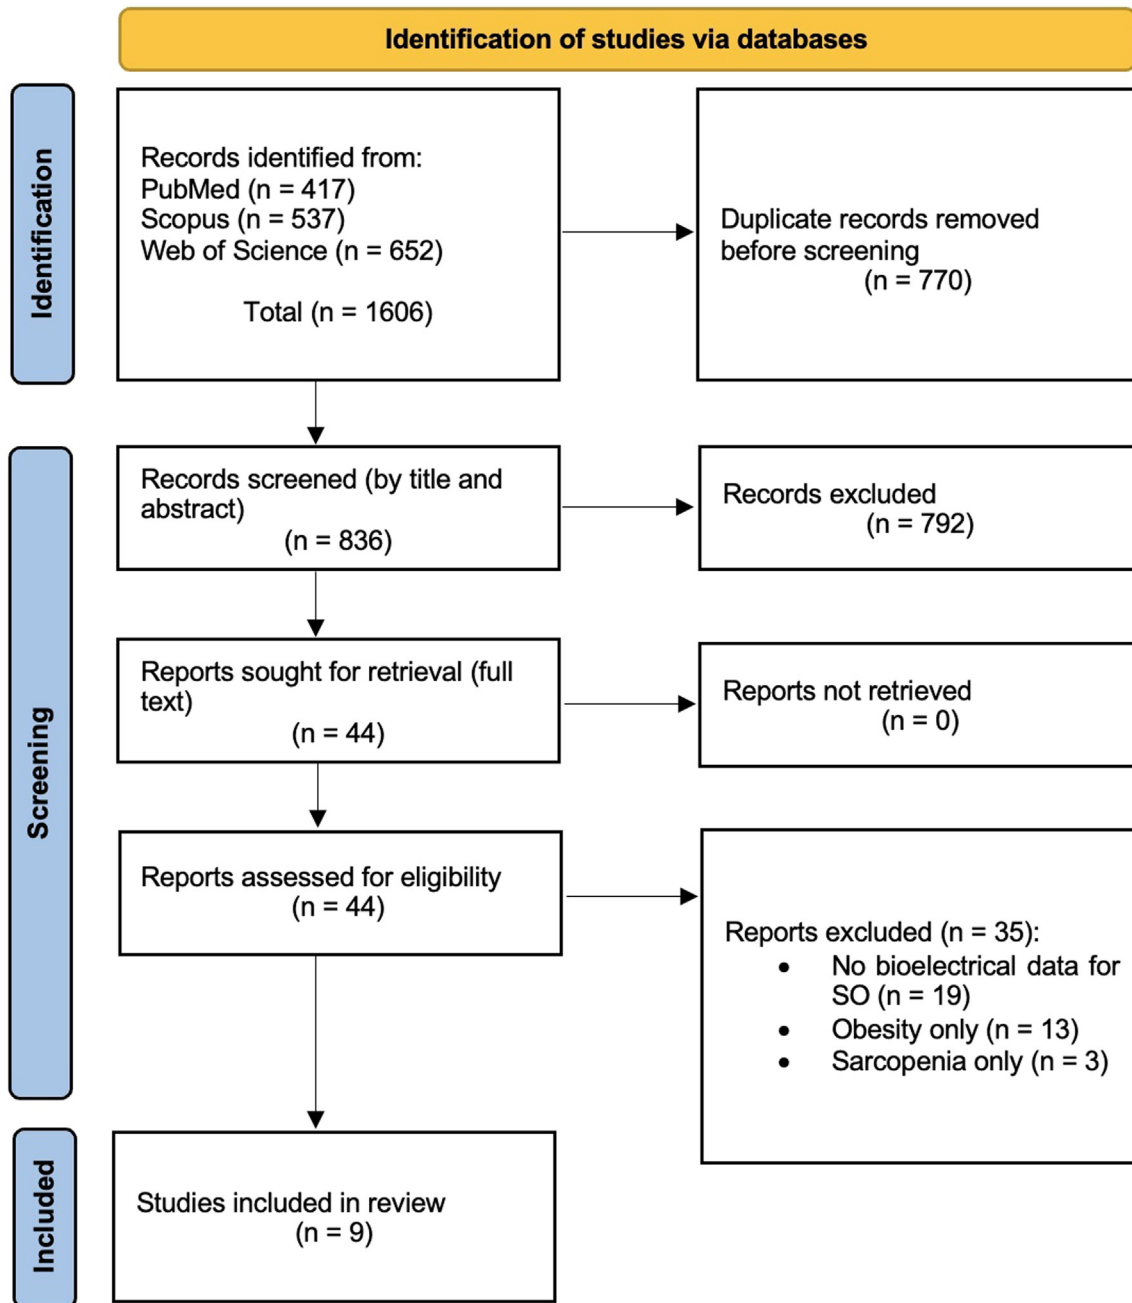 Identification of studies via databases
Identification
Records identified from:
PubMed (n = 417)
Scopus (n = 537)
Web of Science (n = 652)
Total (n = 1606)
Duplicate records removed
before screening
(n = 770)
Screening
Records screened (by title and
abstract)
(n = 836)
Records excluded
(n = 792)
Reports sought for retrieval (full
text)
(n = 44)
Reports not retrieved
(n = 0)
Reports assessed for eligibility
(n = 44)
Reports excluded (n = 35):
• No bioelectrical data for
SO (n = 19)
• Obesity only (n = 13)
• Sarcopenia only (n = 3)
Included
Studies included in review
(n = 9)